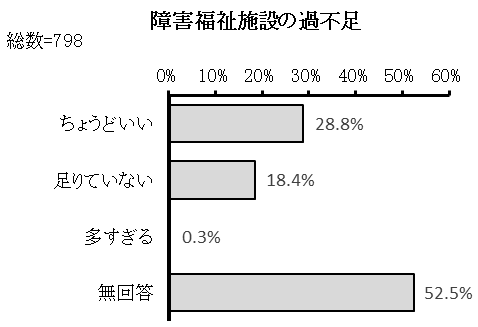 障害福祉施設の過不足
総数=798
0% 10% 20% 30% 40% 50% 60%
ちょうどいい 28.8%
足りていない 18.4%
多すぎる 0.3%
無回答 52.5%